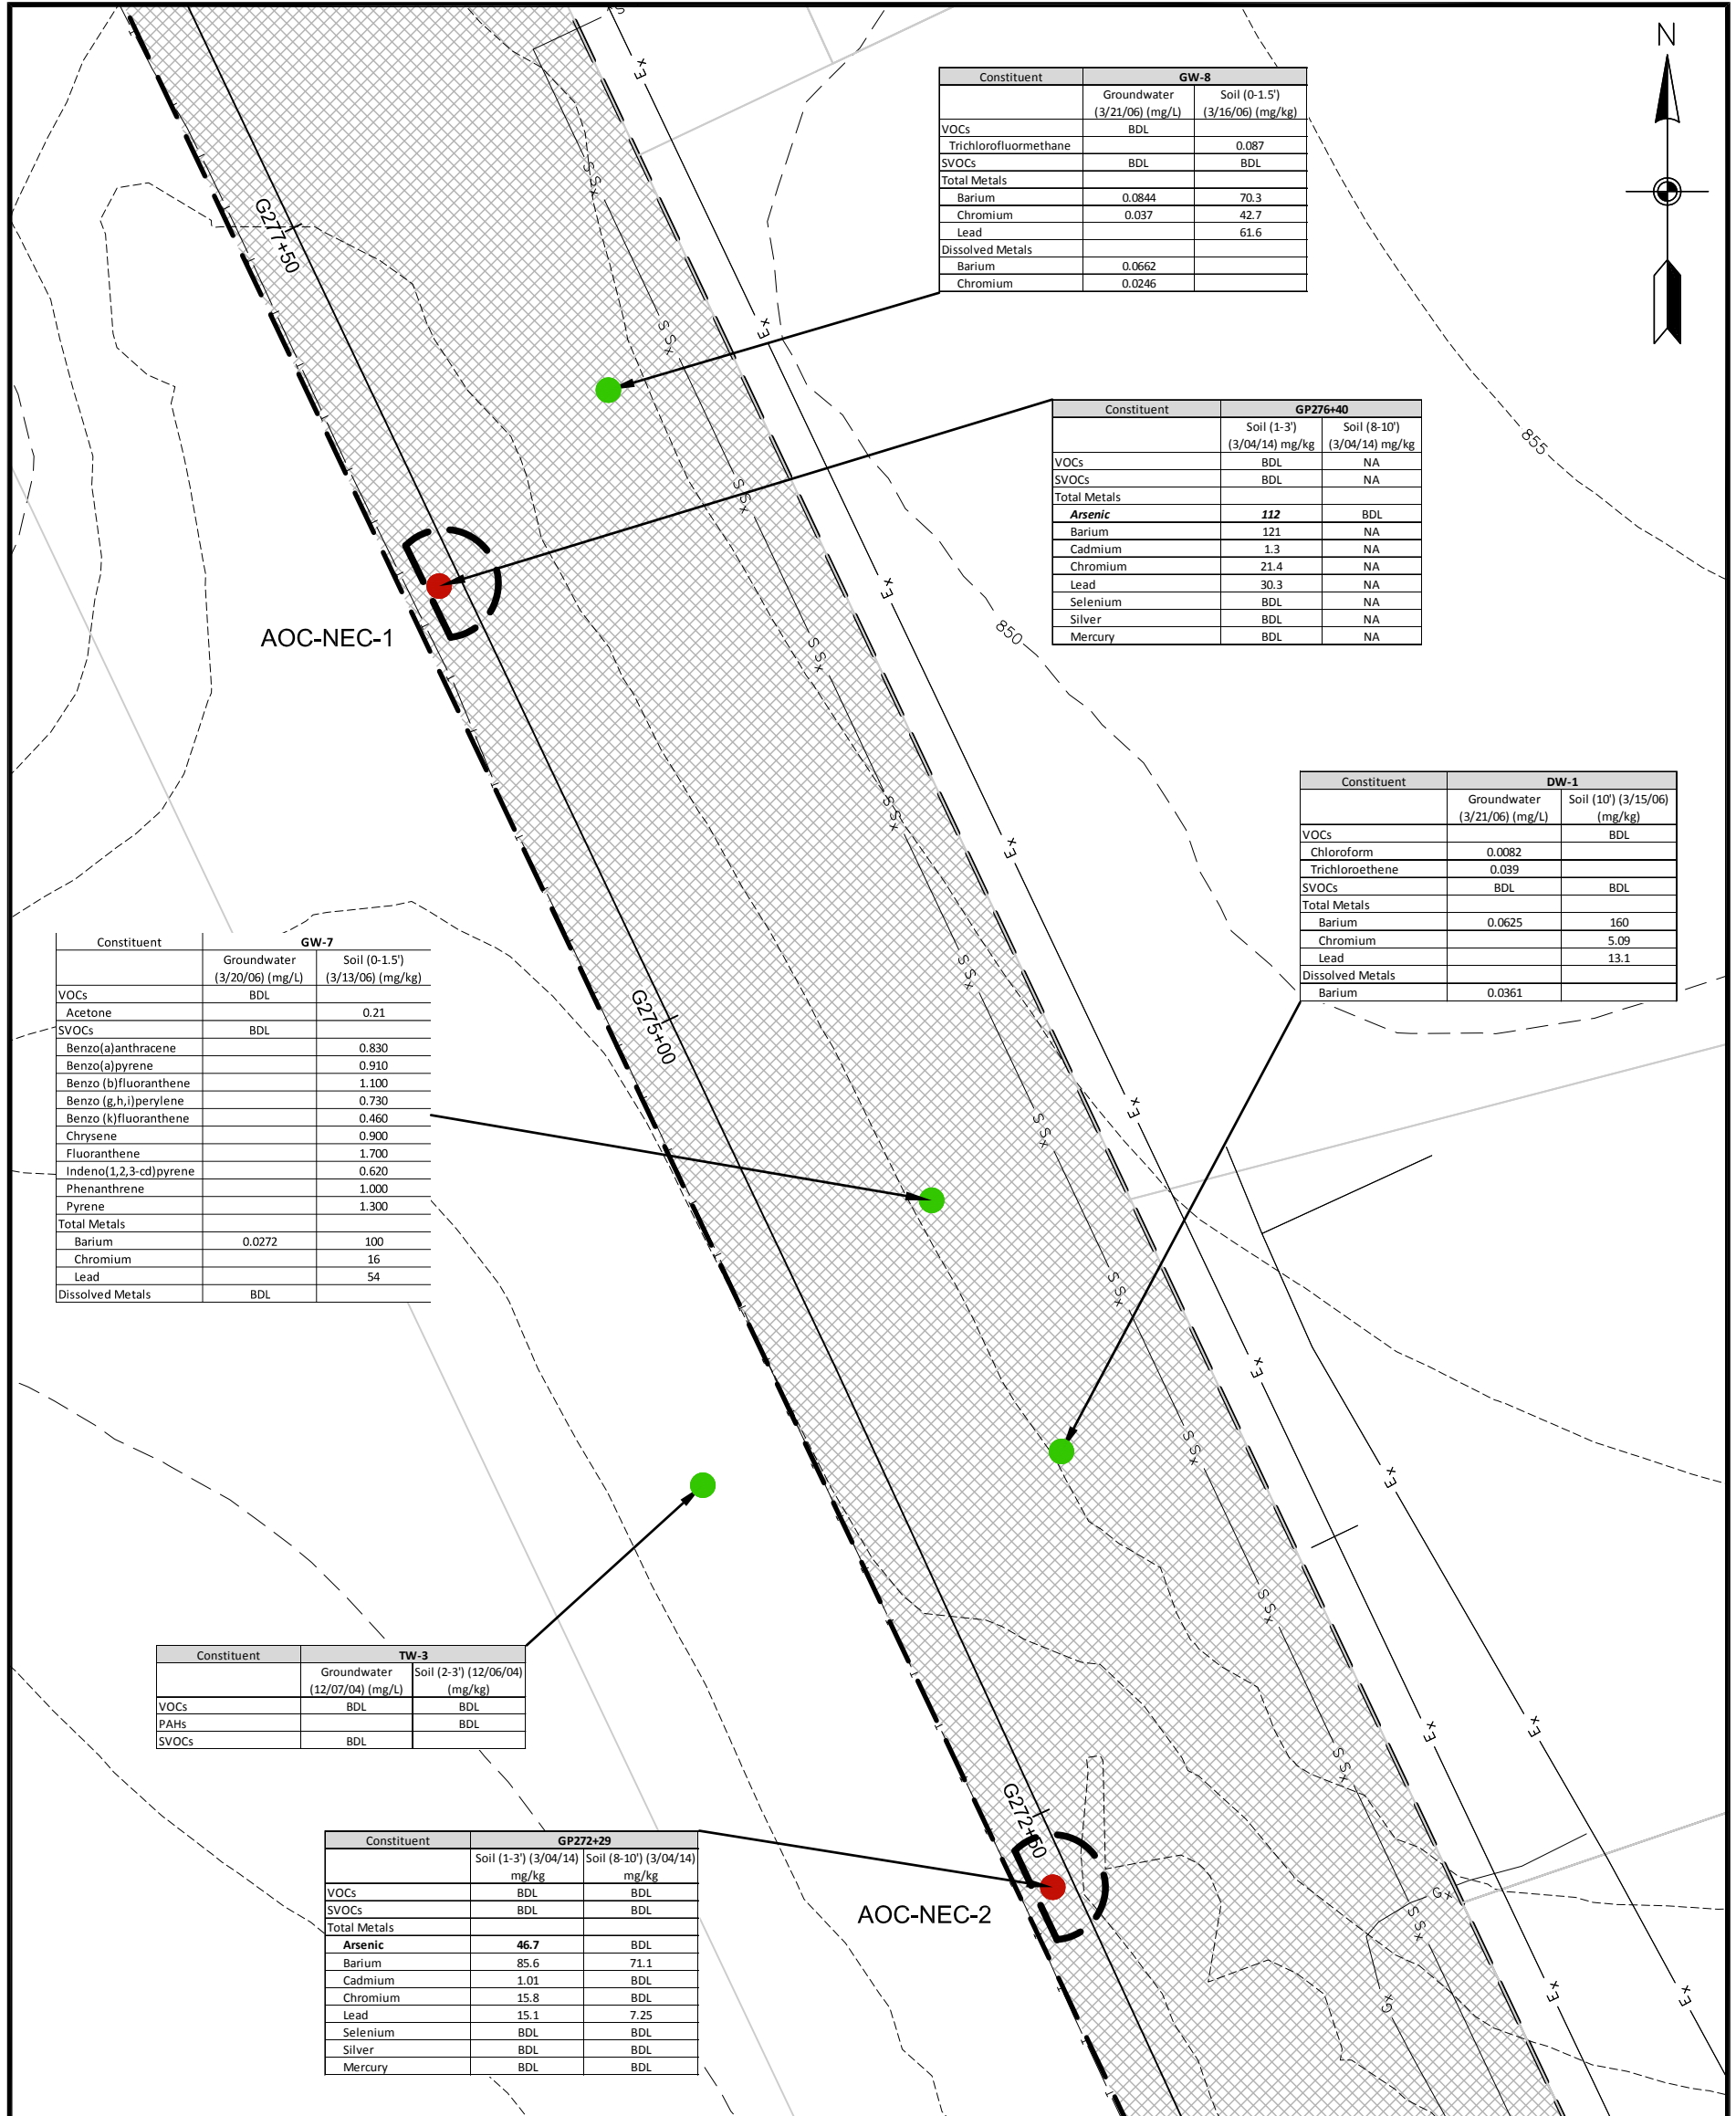 N
Constituent GW-8
Groundwater (3/21/06) (mg/L) Soil (0-1.5') (3/16/06) (mg/kg)
VOCs BDL
Trichlorofluormethane 0.087
SVOCs BDL BDL
Total Metals
Barium 0.0844 70.3
Chromium 0.037 42.7
Lead 61.6
Dissolved Metals
Barium 0.0662
Chromium 0.0246
G277+50
855
Constituent GP276+40
Soil (1-3') (3/04/14) mg/kg Soil (8-10') (3/04/14) mg/kg
VOCs BDL NA
SVOCs BDL NA
Total Metals
Arsenic 112 BDL
Barium 121 NA
Cadmium 1.3 NA
Chromium 21.4 NA
Lead 30.3 NA
Selenium BDL NA
Silver BDL NA
Mercury BDL NA
AOC-NEC-1
850
Constituent DW-1
Groundwater (3/21/06) (mg/L) Soil (10') (3/15/06) (mg/kg)
VOCs BDL
Chloroform 0.0082
Trichloroethene 0.039
SVOCs BDL BDL
Total Metals
Barium 0.0625 160
Chromium 5.09
Lead 13.1
Dissolved Metals
Barium 0.0361
Constituent GW-7
Groundwater (3/20/06) (mg/L) Soil (0-1.5') (3/13/06) (mg/kg)
VOCs BDL
Acetone 0.21
SVOCs BDL
Benzo(a)anthracene 0.830
Benzo(a)pyrene 0.910
Benzo (b)fluoranthene 1.100
Benzo (g,h,i)perylene 0.730
Benzo (k)fluoranthene 0.460
Chrysene 0.900
Fluoranthene 1.700
Indeno(1,2,3-cd)pyrene 0.620
Phenanthrene 1.000
Pyrene 1.300
Total Metals
Barium 0.0272 100
Chromium 16
Lead 54
Dissolved Metals BDL
G275+00
Constituent TW-3
Groundwater (12/07/04) (mg/L) Soil (2-3') (12/06/04) (mg/kg)
VOCs BDL BDL
PAHs BDL
SVOCs BDL
G272+50
Constituent GP272+29
Soil (1-3') (3/04/14) mg/kg Soil (8-10') (3/04/14) mg/kg
VOCs BDL BDL
SVOCs BDL BDL
Total Metals
Arsenic 46.7 BDL
Barium 85.6 71.1
Cadmium 1.01 BDL
Chromium 15.8 BDL
Lead 15.1 7.25
Selenium BDL BDL
Silver BDL BDL
Mercury BDL BDL
AOC-NEC-2